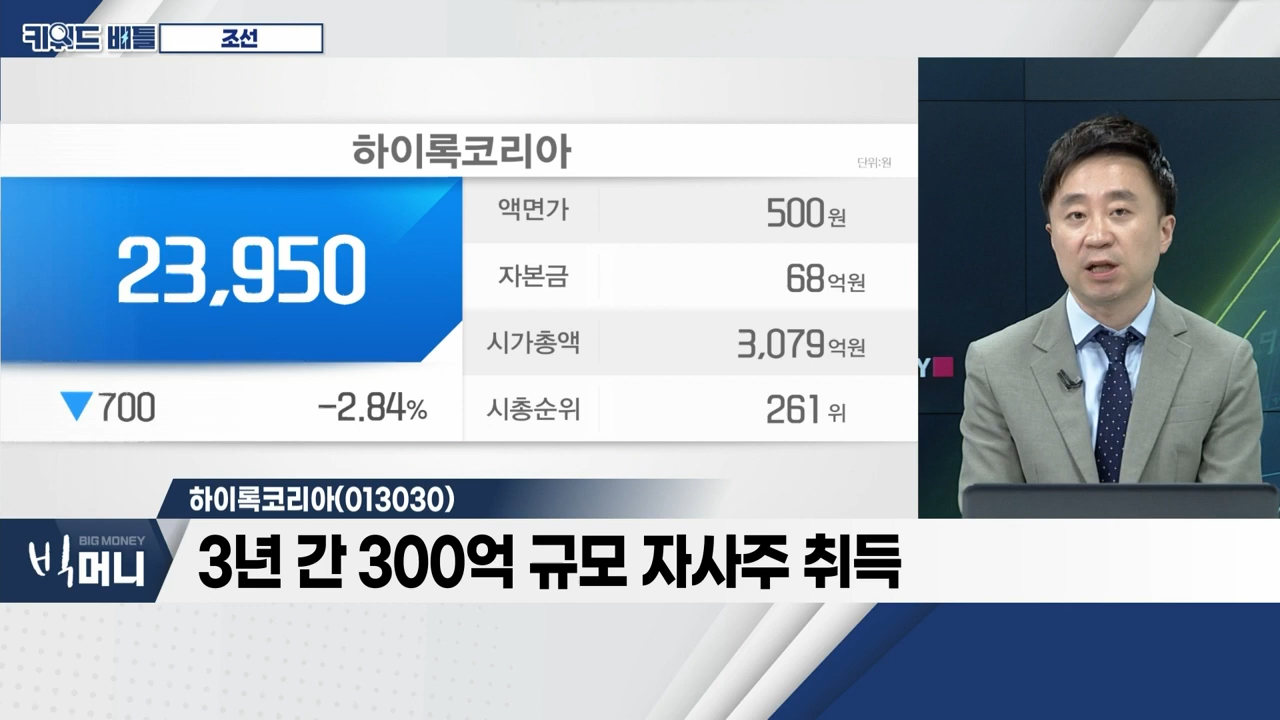 키워드 배틀
조선
하이록코리아
단위:원
23,950
▼700 -2.84%
액면가 500원
자본금 68억원
시가총액 3,079억원
시총순위 261위
Y
하이록코리아(013030)
BIG MONEY
빅머니
3년 간 300억 규모 자사주 취득